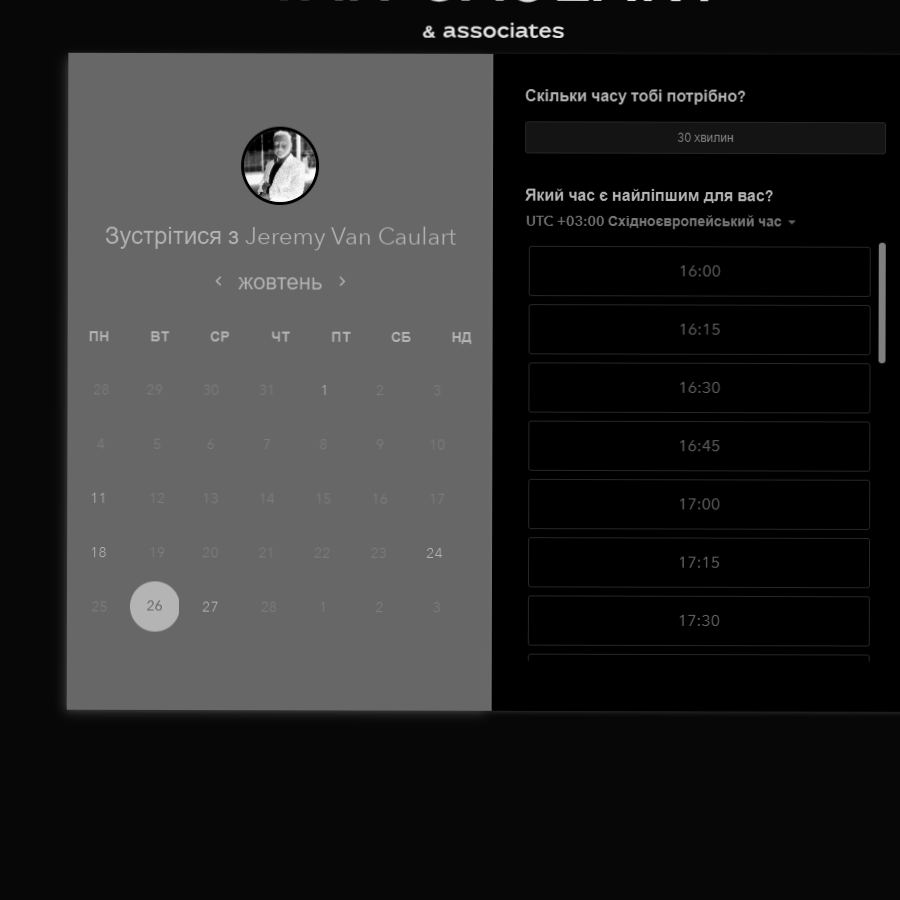 & associates
Зустрітися з Jeremy Van Caulart
жовтень
ПН ВТ СР ЧТ ПТ СБ НД
28 29 30 31 1 2 3
4 5 6 7 8 9 10
11 12 13 14 15 16 17
18 19 20 21 22 23 24
25 26 27 28 1 2 3
Скільки часу тобі потрібно?
30 хвилин
Який час є найліпшим для вас?
UTC +03:00 Східноєвропейський час
16:00
16:15
16:30
16:45
17:00
17:15
17:30